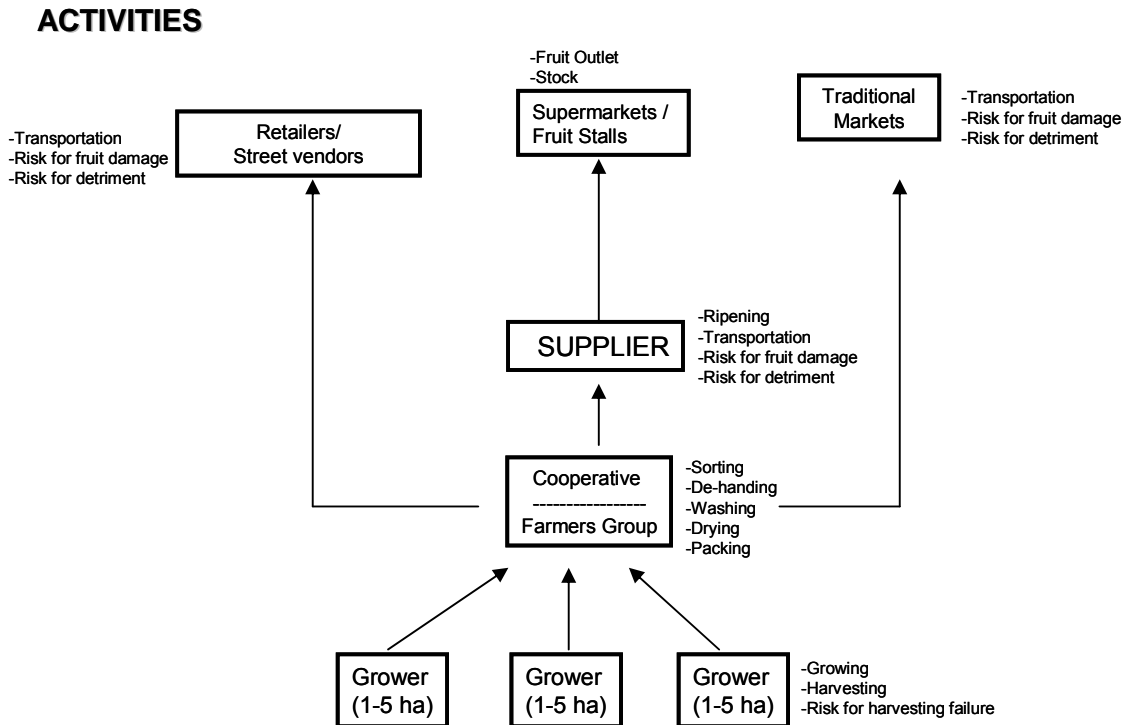 ACTIVITIES
-Fruit Outlet
-Stock
Retailers/
Street vendors
-Transportation
-Risk for fruit damage
-Risk for detriment
Supermarkets /
Fruit Stalls
Traditional
Markets
-Transportation
-Risk for fruit damage
-Risk for detriment
SUPPLIER
-Ripening
-Transportation
-Risk for fruit damage
-Risk for detriment
Cooperative
-----------------
Farmers Group
-Sorting
-De-handing
-Washing
-Drying
-Packing
Grower
(1-5 ha)
Grower
(1-5 ha)
Grower
(1-5 ha)
-Growing
-Harvesting
-Risk for harvesting failure